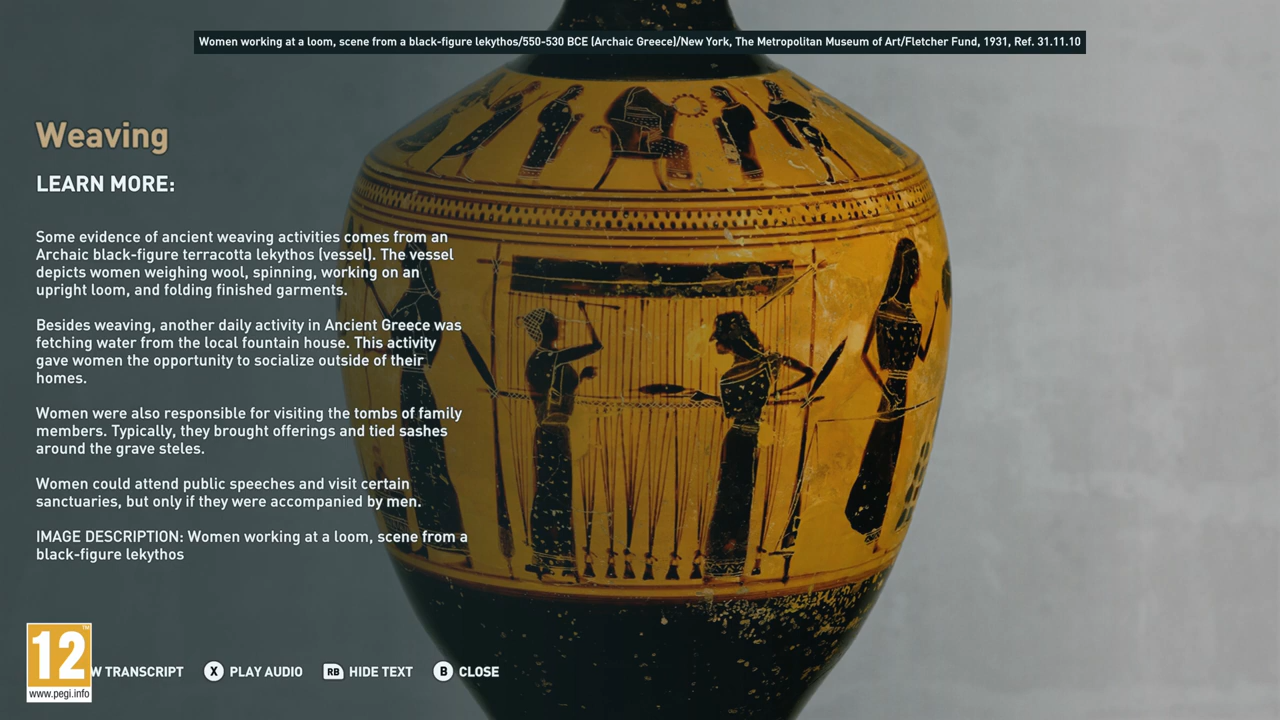 Women working at a loom, scene from a black-figure lekythos/550-530 BCE (Archaic Greece)/New York, The Metropolitan Museum of Art/Fletcher Fund, 1931, Ref. 31.11.10
Weaving
LEARN MORE:
Some evidence of ancient weaving activities comes from an
Archaic black-figure terracotta lekythos (vessel). The vessel
depicts women weighing wool, spinning, working on an
upright loom, and folding finished garments.
Besides weaving, another daily activity in Ancient Greece was
fetching water from the local fountain house. This activity
gave women the opportunity to socialize outside of their
homes.
Women were also responsible for visiting the tombs of family
members. Typically, they brought offerings and tied sashes
around the grave steles.
Women could attend public speeches and visit certain
sanctuaries, but only if they were accompanied by men.
IMAGE DESCRIPTION: Women working at a loom, scene from a
black-figure lekythos
12 ™
www.pegi.info
W TRANSCRIPT X PLAY AUDIO RB HIDE TEXT B CLOSE